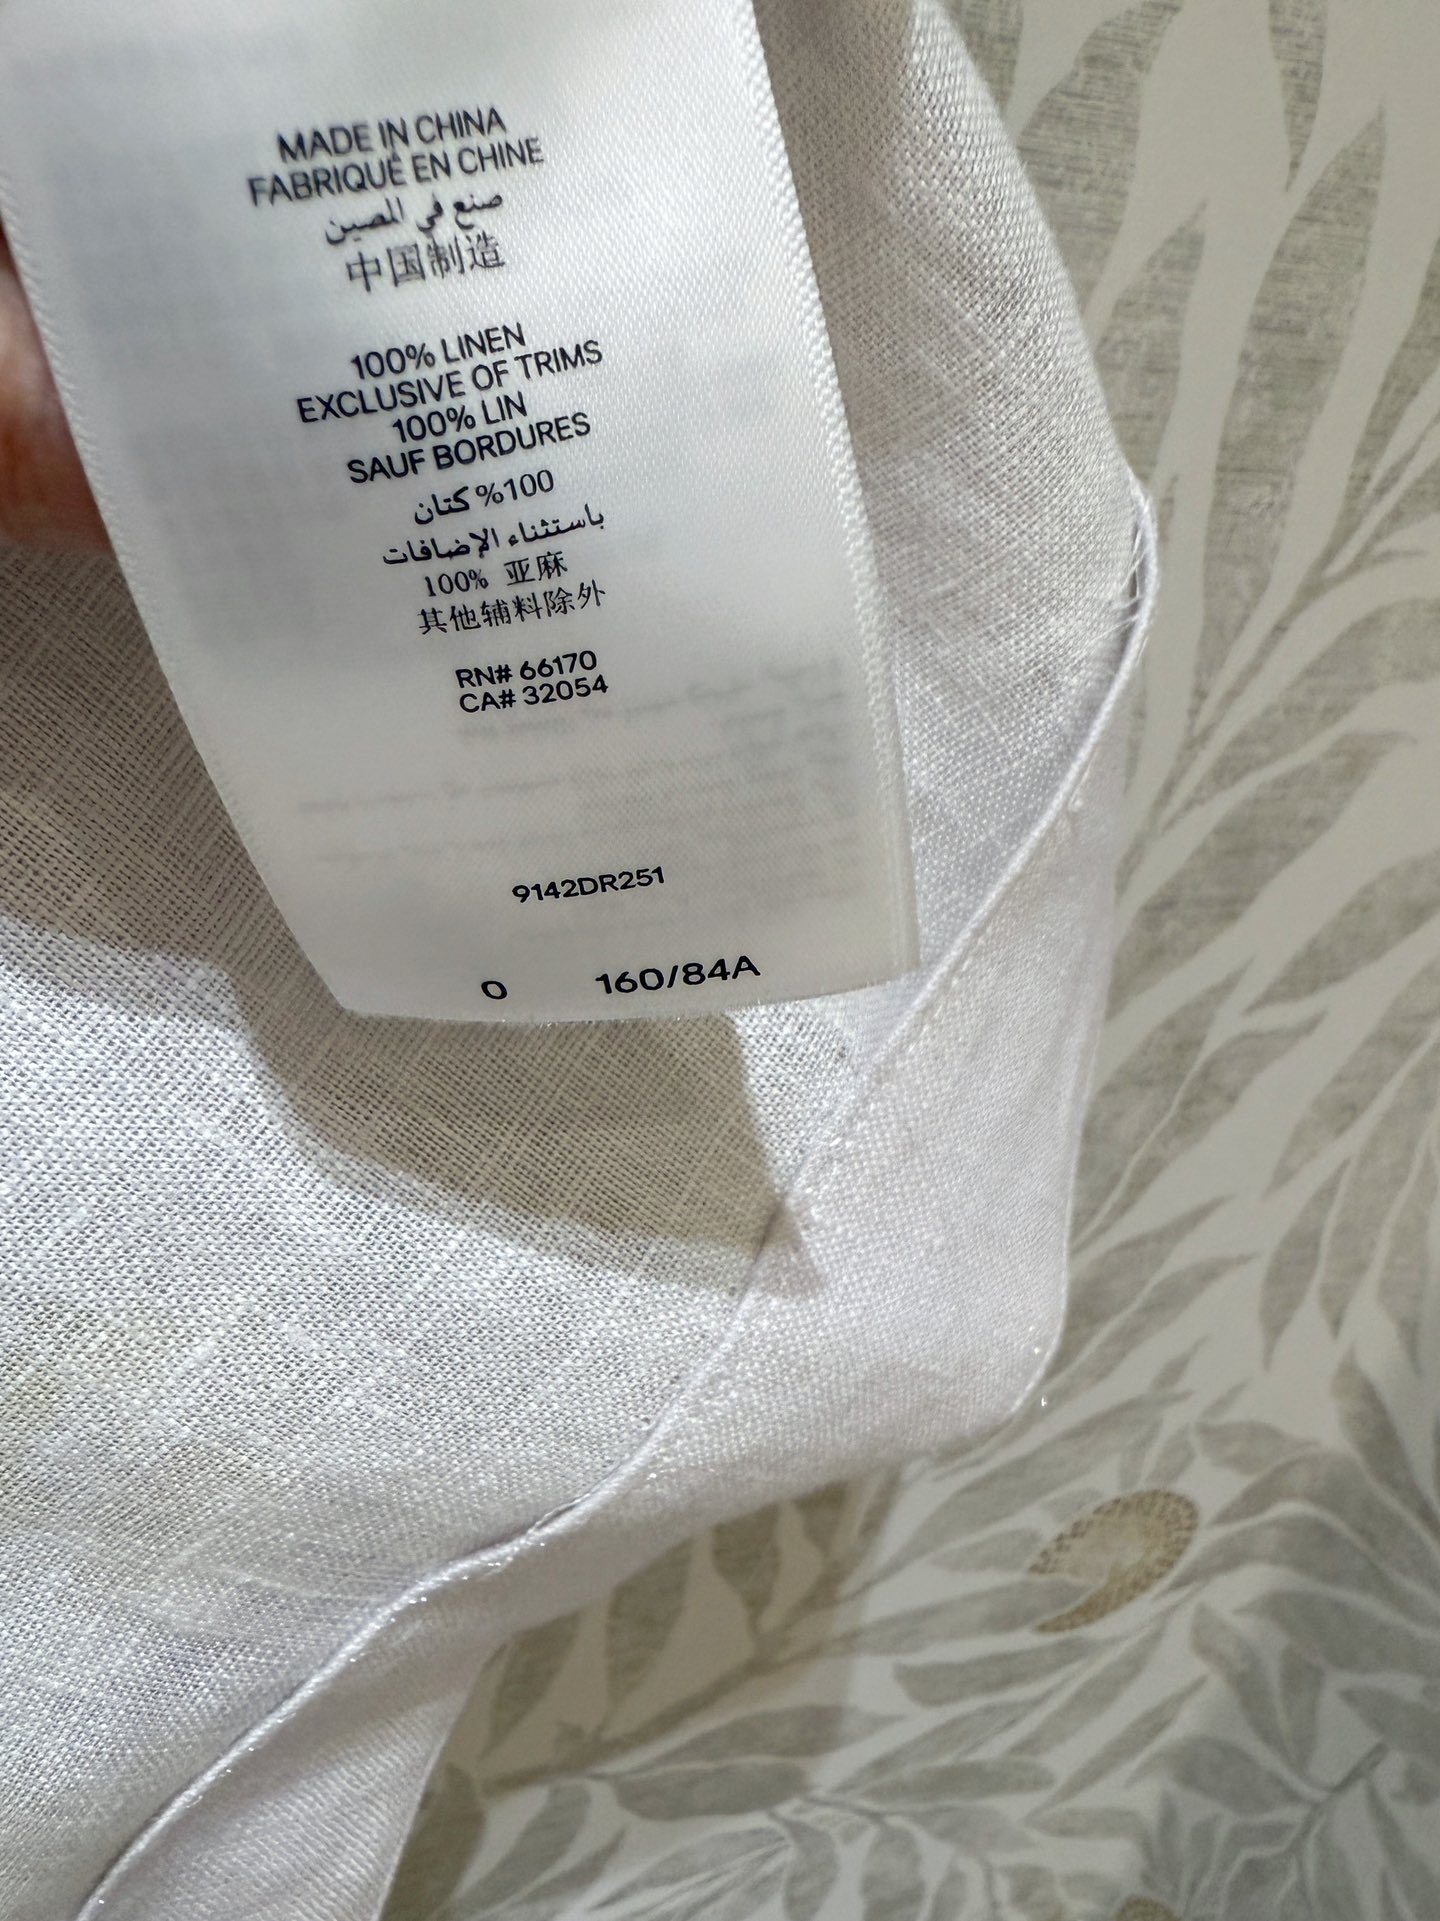 MADE IN CHINA
FABRIQUÉ EN CHINE
صنع في الصين
中国制造
100% LINEN
EXCLUSIVE OF TRIMS
100% LIN
SAUF BORDURES
100% كتان
باستثناء الإضافات
100% 亚麻
其他辅料除外
RN# 66170
CA# 32054
9142DR251
0 160/84A